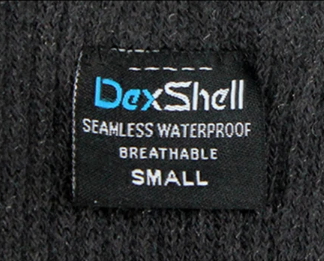 DexShell
SEAMLESS WATERPROOF
BREATHABLE
SMALL